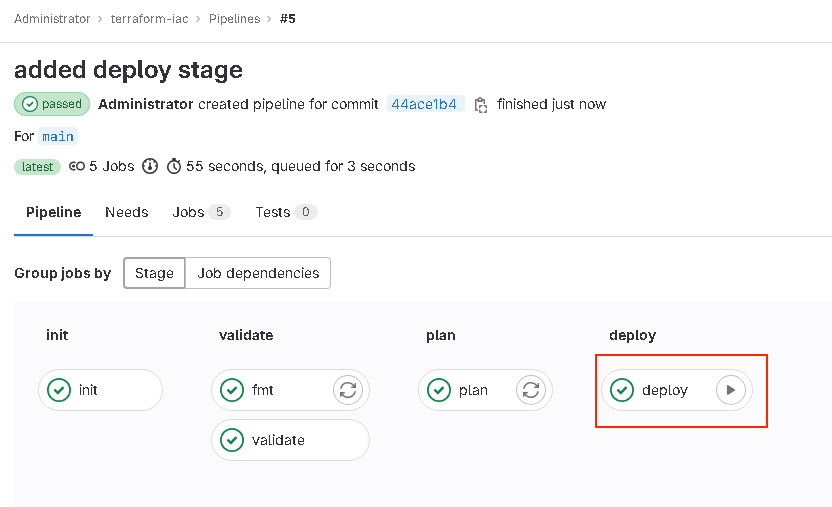 Administrator > terraform-iac > Pipelines > #5
added deploy stage
passed Administrator created pipeline for commit 44ace1b4 finished just now
For main
latest 5 Jobs 55 seconds, queued for 3 seconds
Pipeline Needs Jobs 5 Tests 0
Group jobs by Stage Job dependencies
init validate plan deploy
init fmt plan deploy
validate